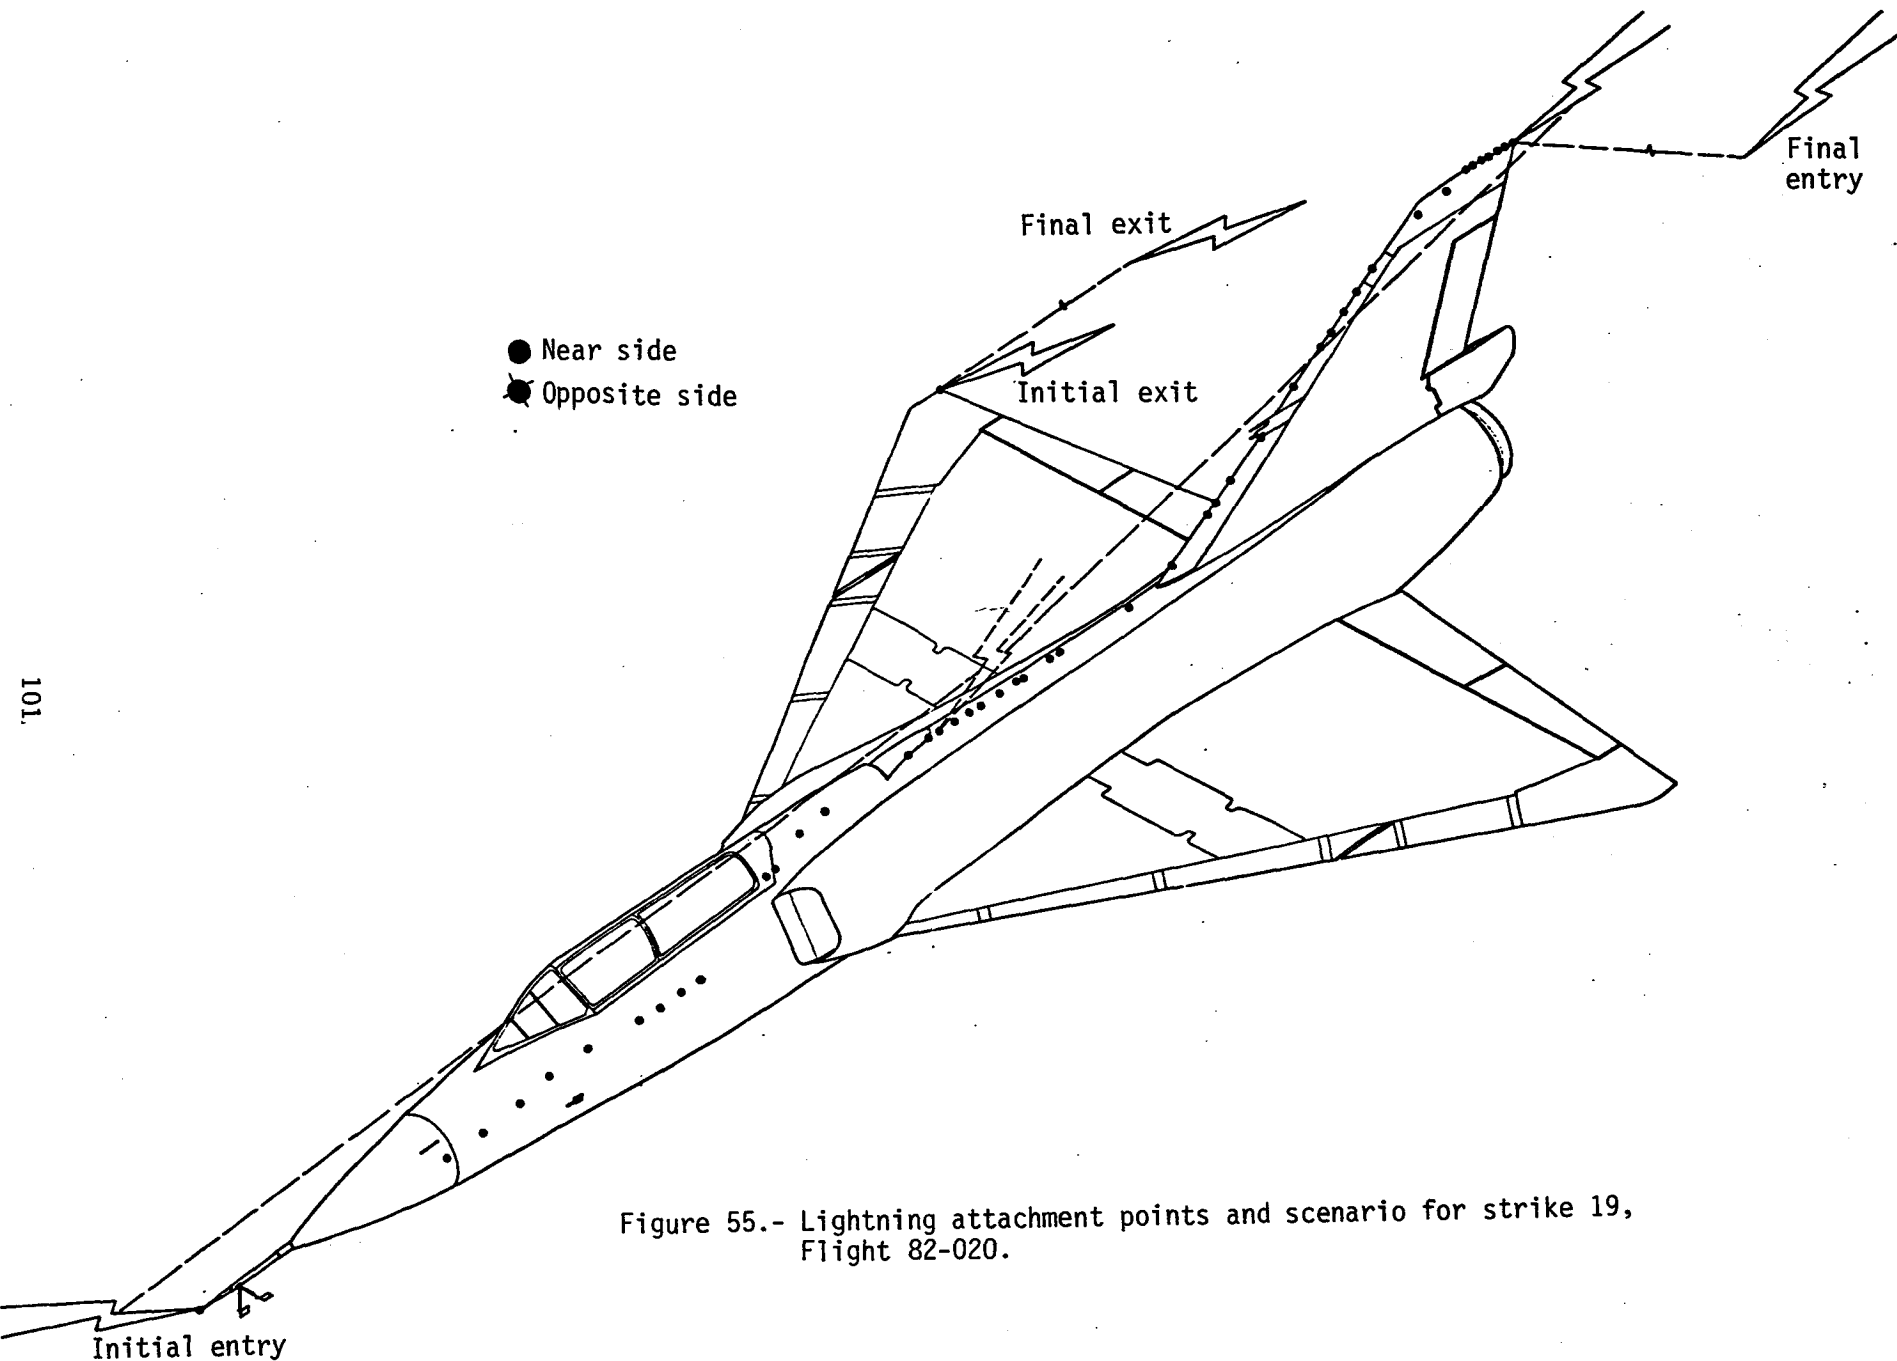 Final
entry
Final exit
Near side
Opposite side
Initial exit
101.
Figure 55.- Lightning attachment points and scenario for strike 19,
Flight 82-020.
Initial entry